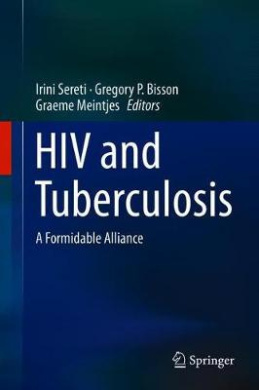 Irini Sereti · Gregory P. Bisson
Graeme Meintjes Editors
HIV and
Tuberculosis
A Formidable Alliance
Springer